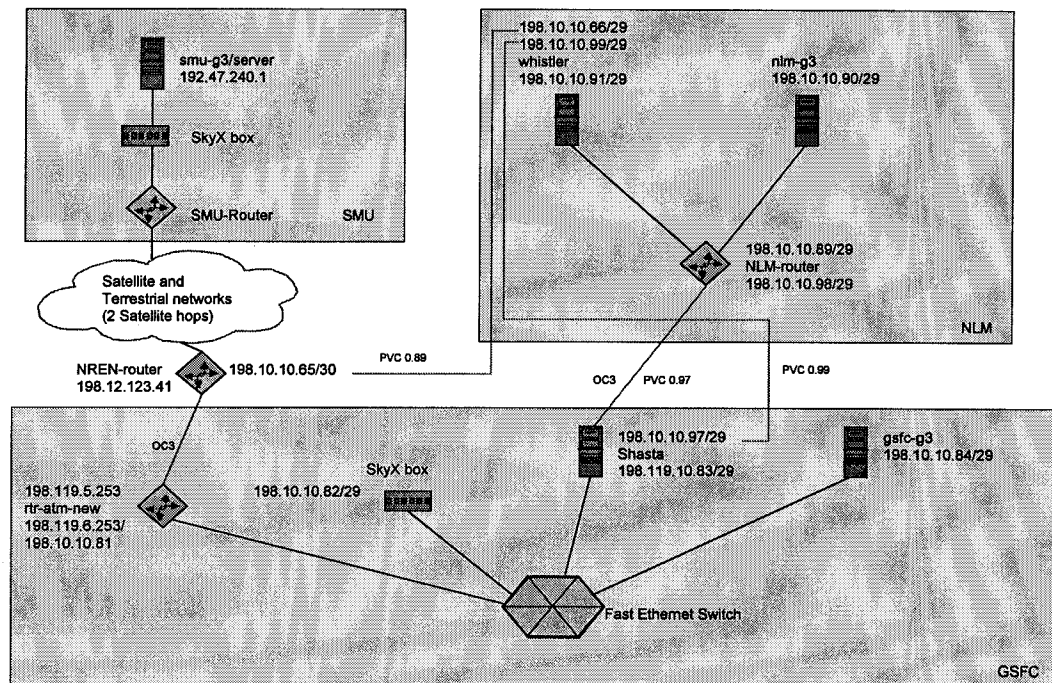 smu-g3/server
192.47.240.1
SkyX box
SMU-Router
SMU
Satellite and
Terrestrial networks
(2 Satellite hops)
NREN-router
198.12.123.41
198.10.10.65/30
PVC 0.89
198.10.10.66/29
198.10.10.99/29
whistler
198.10.10.91/29
nlm-g3
198.10.10.90/29
198.10.10.89/29
NLM-router
198.10.10.98/29
NLM
OC3
PVC 0.97
PVC 0.99
OC3
198.119.5.253
rtr-atm-new
198.119.6.253/
198.10.10.81
SkyX box
198.10.10.82/29
198.10.10.97/29
Shasta
198.119.10.83/29
gsfc-g3
198.10.10.84/29
Fast Ethernet Switch
GSFC